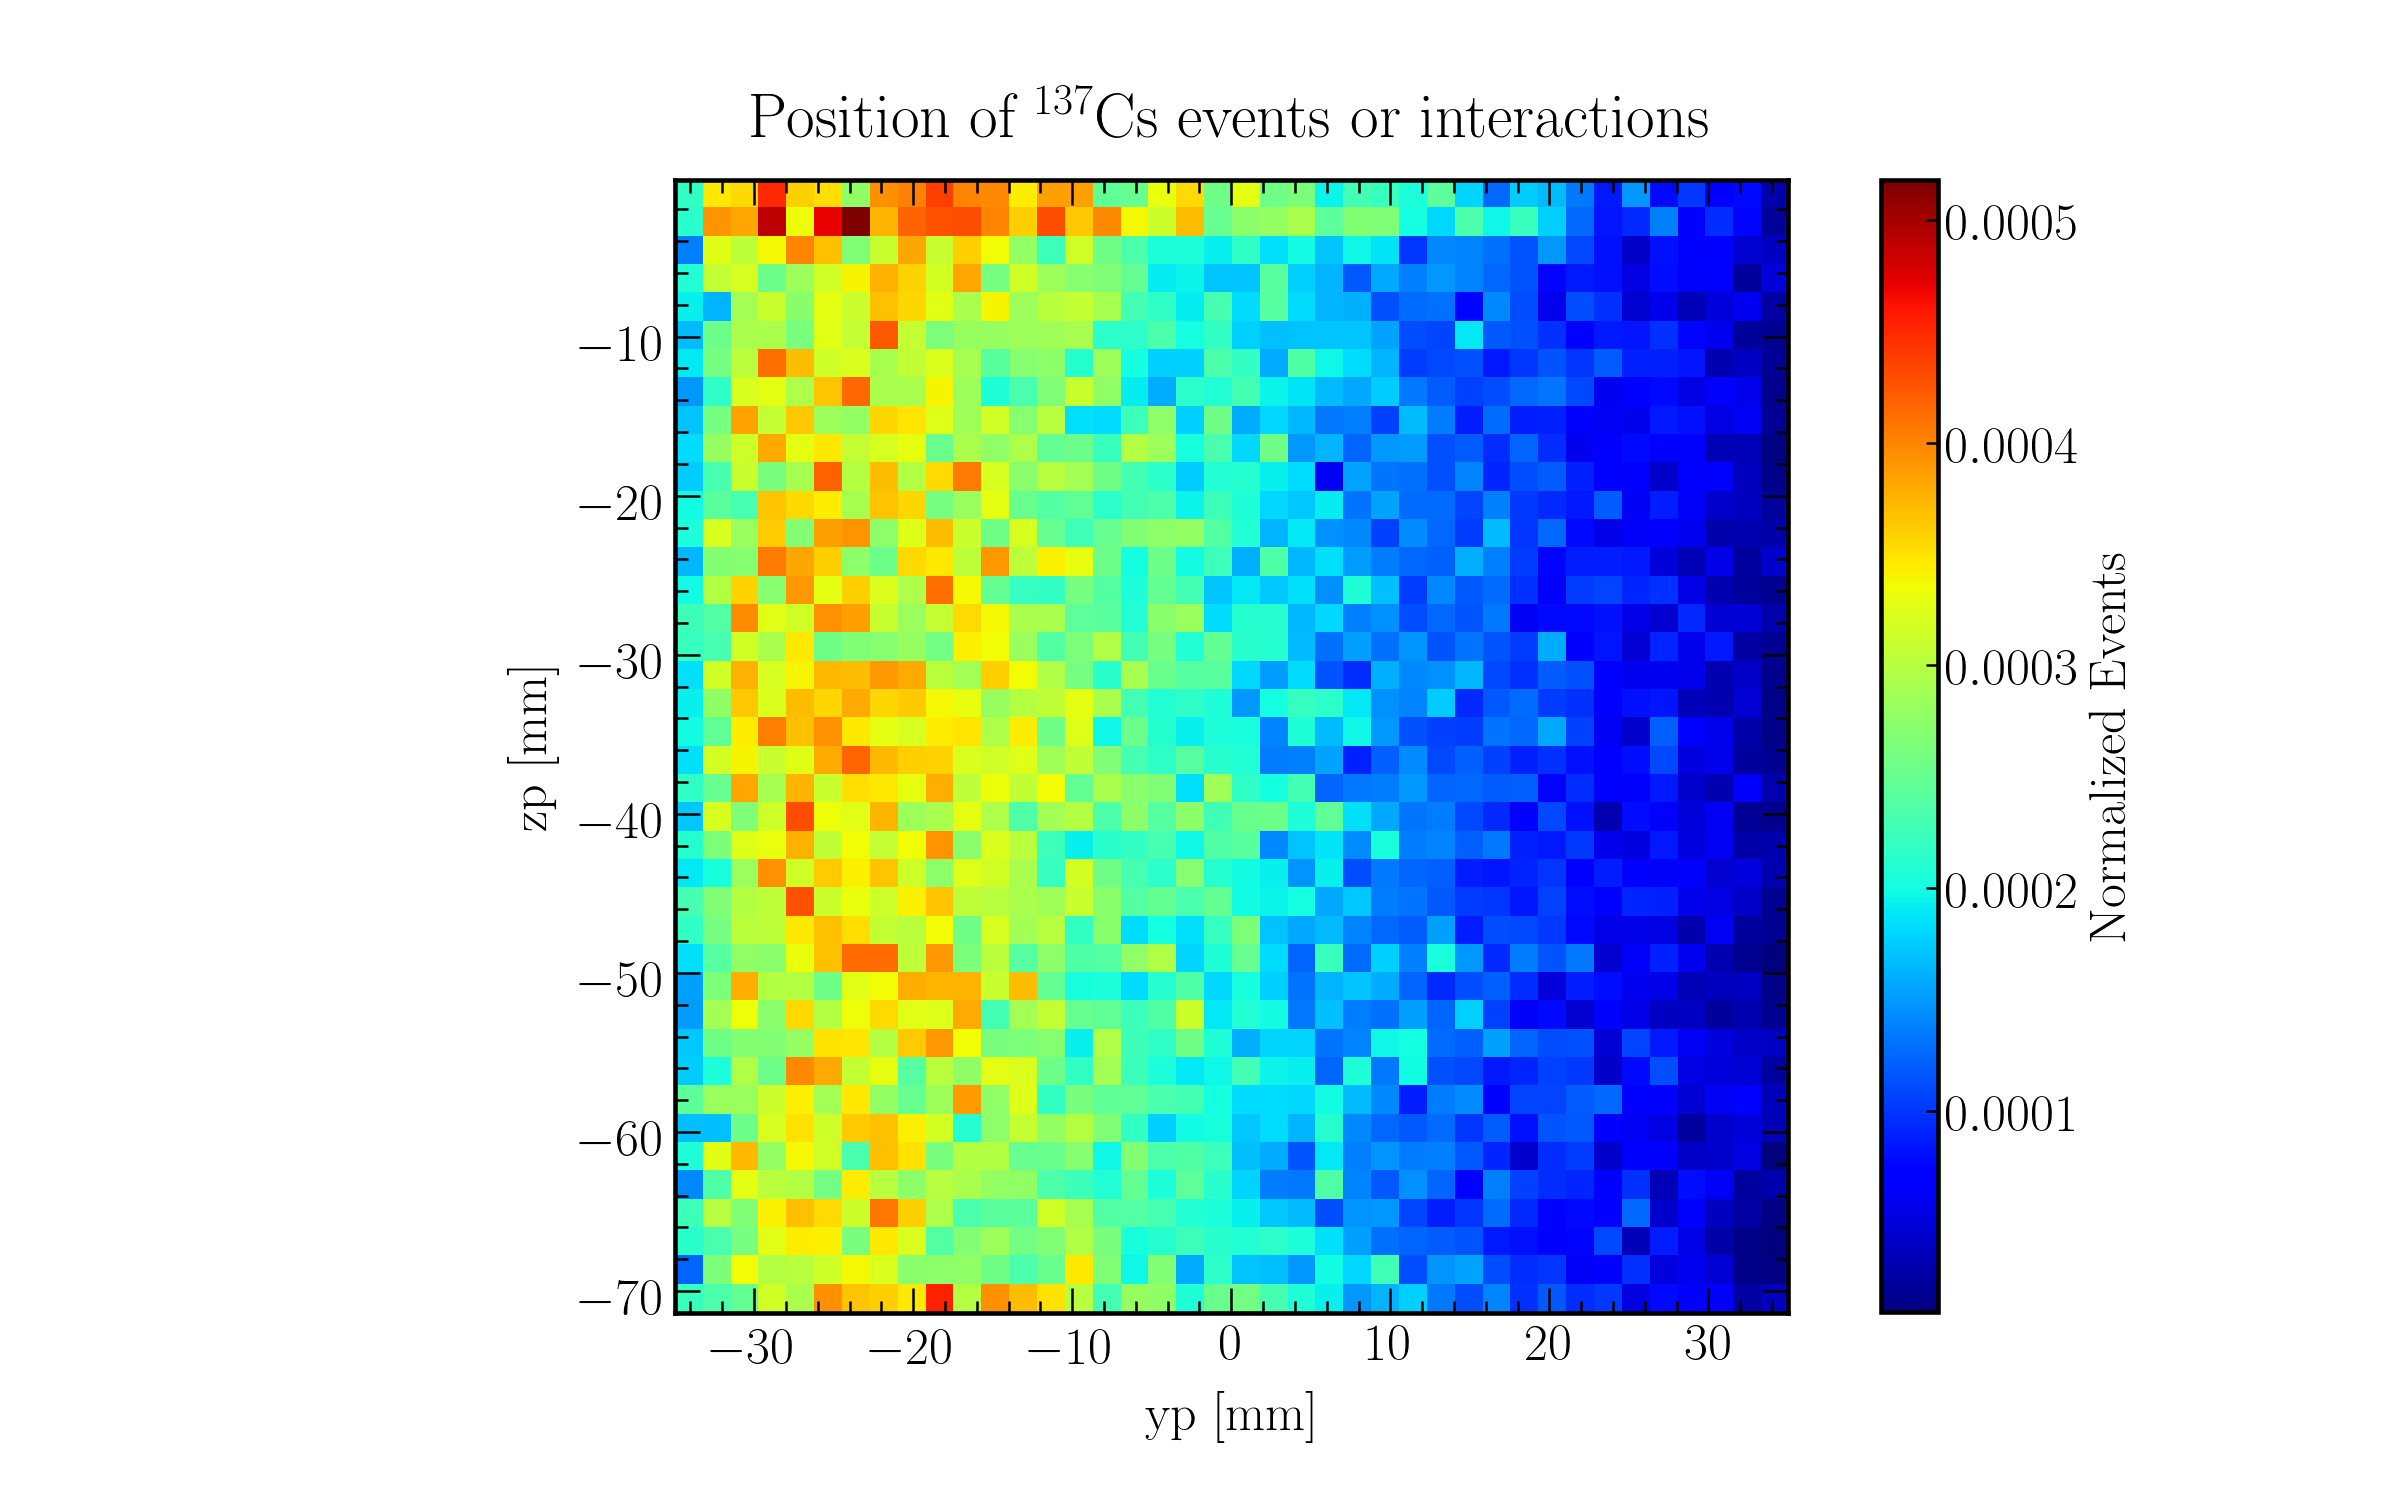 Position of ¹³⁷Cs events or interactions
−10
−20
−30
−40
−50
−60
−70
zp [mm]
−30 −20 −10 0 10 20 30
yp [mm]
0.0005
0.0004
0.0003
0.0002
0.0001
Normalized Events